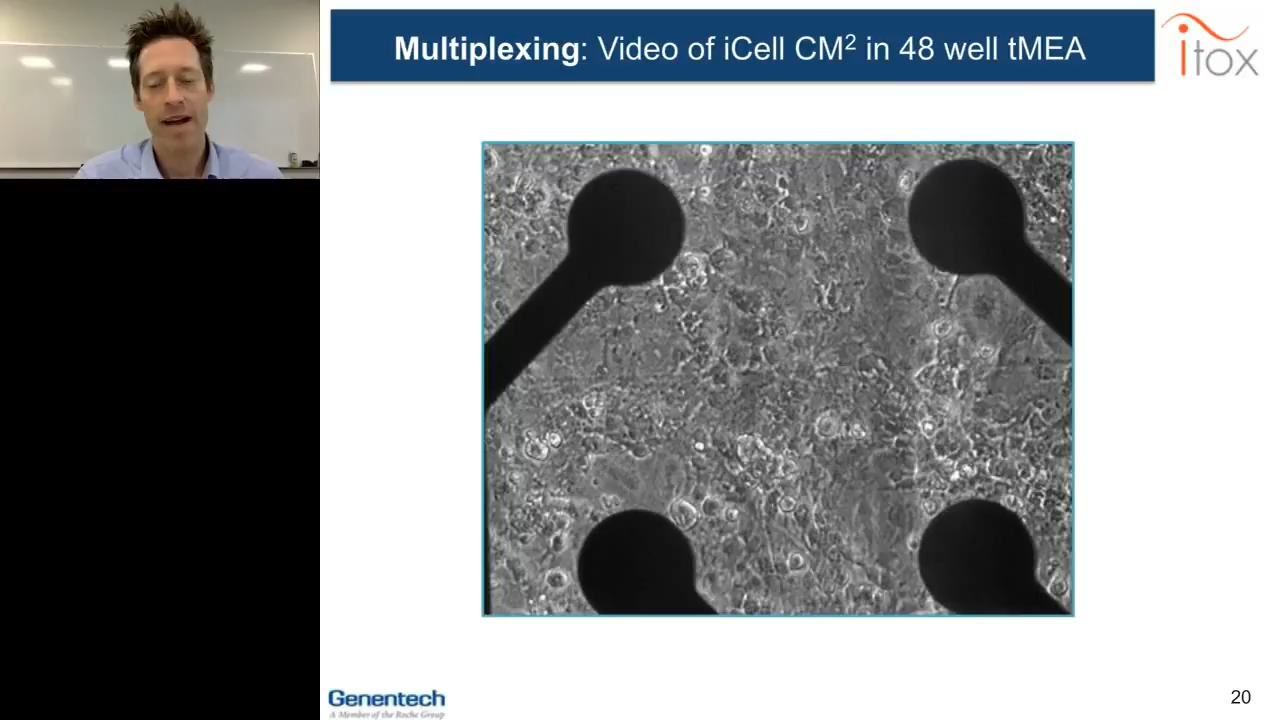 Multiplexing: Video of iCell CM² in 48 well tMEA
itox
Genentech
A Member of the Roche Group
20